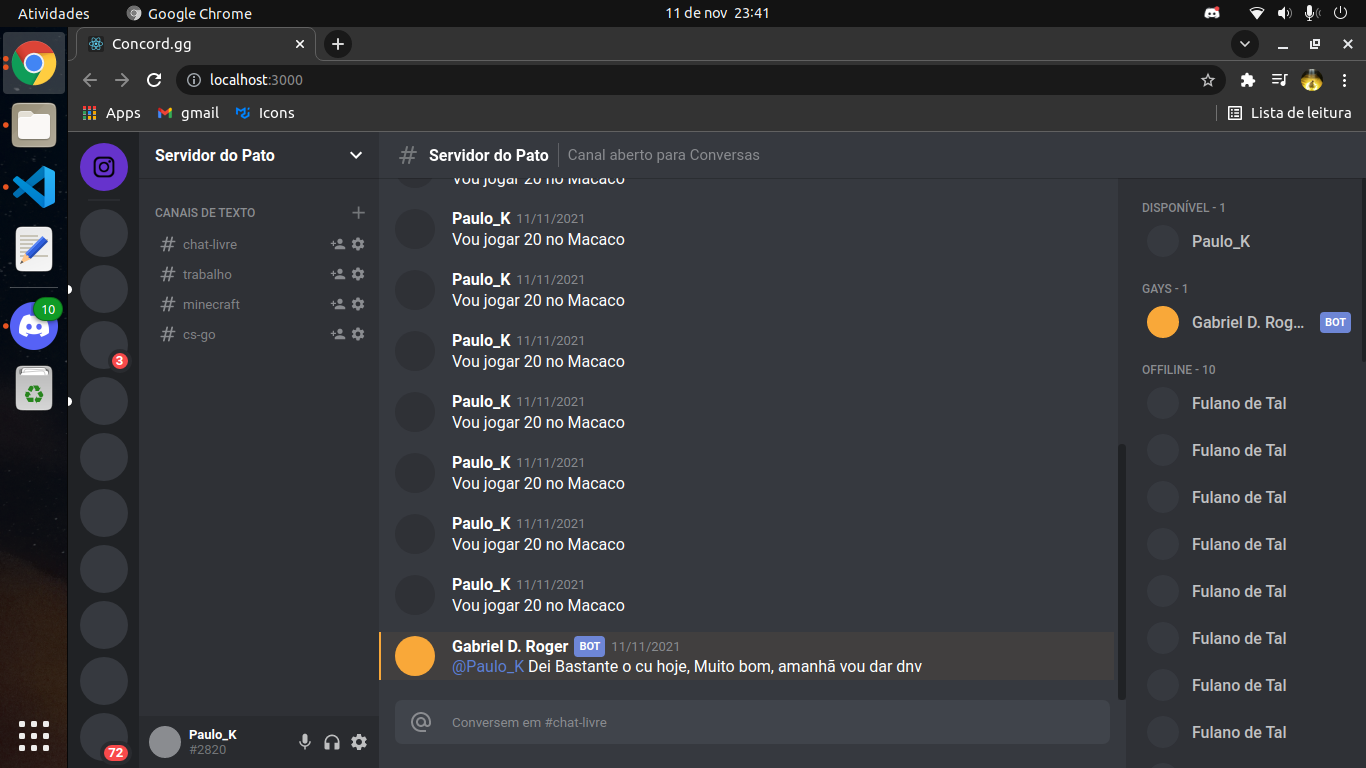 Atividades
Google Chrome
11 de nov 23:41
Concord.gg
localhost:3000
Apps
gmail
Icons
Lista de leitura
10
3
72
Servidor do Pato
CANAIS DE TEXTO
# chat-livre
# trabalho
# minecraft
# cs-go
Paulo_K
#2820
# Servidor do Pato Canal aberto para Conversas
Vou jogar 20 no Macaco
Paulo_K 11/11/2021
Vou jogar 20 no Macaco
Paulo_K 11/11/2021
Vou jogar 20 no Macaco
Paulo_K 11/11/2021
Vou jogar 20 no Macaco
Paulo_K 11/11/2021
Vou jogar 20 no Macaco
Paulo_K 11/11/2021
Vou jogar 20 no Macaco
Paulo_K 11/11/2021
Vou jogar 20 no Macaco
Paulo_K 11/11/2021
Vou jogar 20 no Macaco
Gabriel D. Roger BOT 11/11/2021
@Paulo_K Dei Bastante o cu hoje, Muito bom, amanhã vou dar dnv
@ Conversem em #chat-livre
DISPONÍVEL - 1
Paulo_K
GAYS - 1
Gabriel D. Rog... BOT
OFFILINE - 10
Fulano de Tal
Fulano de Tal
Fulano de Tal
Fulano de Tal
Fulano de Tal
Fulano de Tal
Fulano de Tal
Fulano de Tal